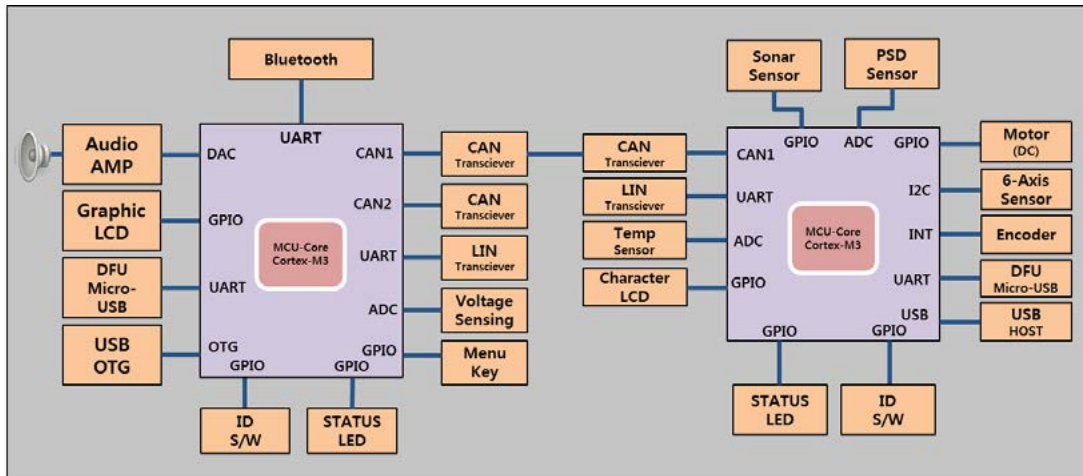 Bluetooth
Audio
AMP
Graphic
LCD
DFU
Micro-
USB
USB
OTG
UART
DAC
GPIO
UART
OTG
GPIO
GPIO
CAN1
CAN2
UART
ADC
GPIO
MCU-Core
Cortex-M3
CAN
Transciever
CAN
Transciever
LIN
Transciever
Voltage
Sensing
Menu
Key
ID
S/W
STATUS
LED
Sonar
Sensor
PSD
Sensor
CAN
Transciever
LIN
Transciever
Temp
Sensor
Character
LCD
GPIO
ADC
GPIO
CAN1
UART
ADC
GPIO
I2C
INT
UART
USB
GPIO
GPIO
MCU-Core
Cortex-M3
Motor
(DC)
6-Axis
Sensor
Encoder
DFU
Micro-USB
USB
HOST
STATUS
LED
ID
S/W